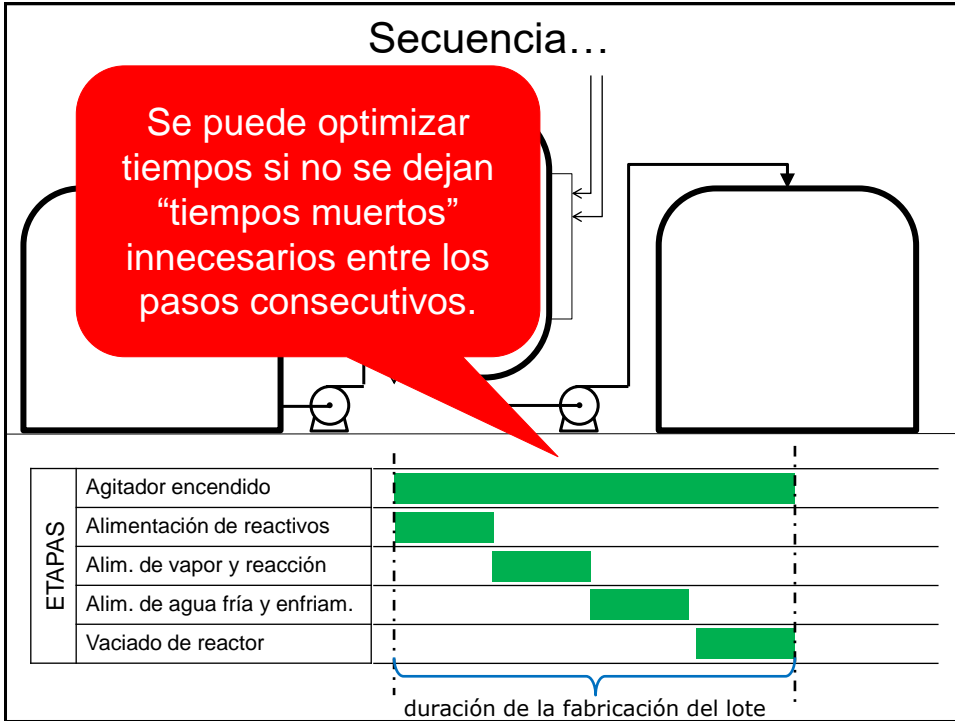 Secuencia…
Se puede optimizar
tiempos si no se dejan
“tiempos muertos”
innecesarios entre los
pasos consecutivos.
ETAPAS
Agitador encendido
Alimentación de reactivos
Alim. de vapor y reacción
Alim. de agua fría y enfriam.
Vaciado de reactor
duración de la fabricación del lote